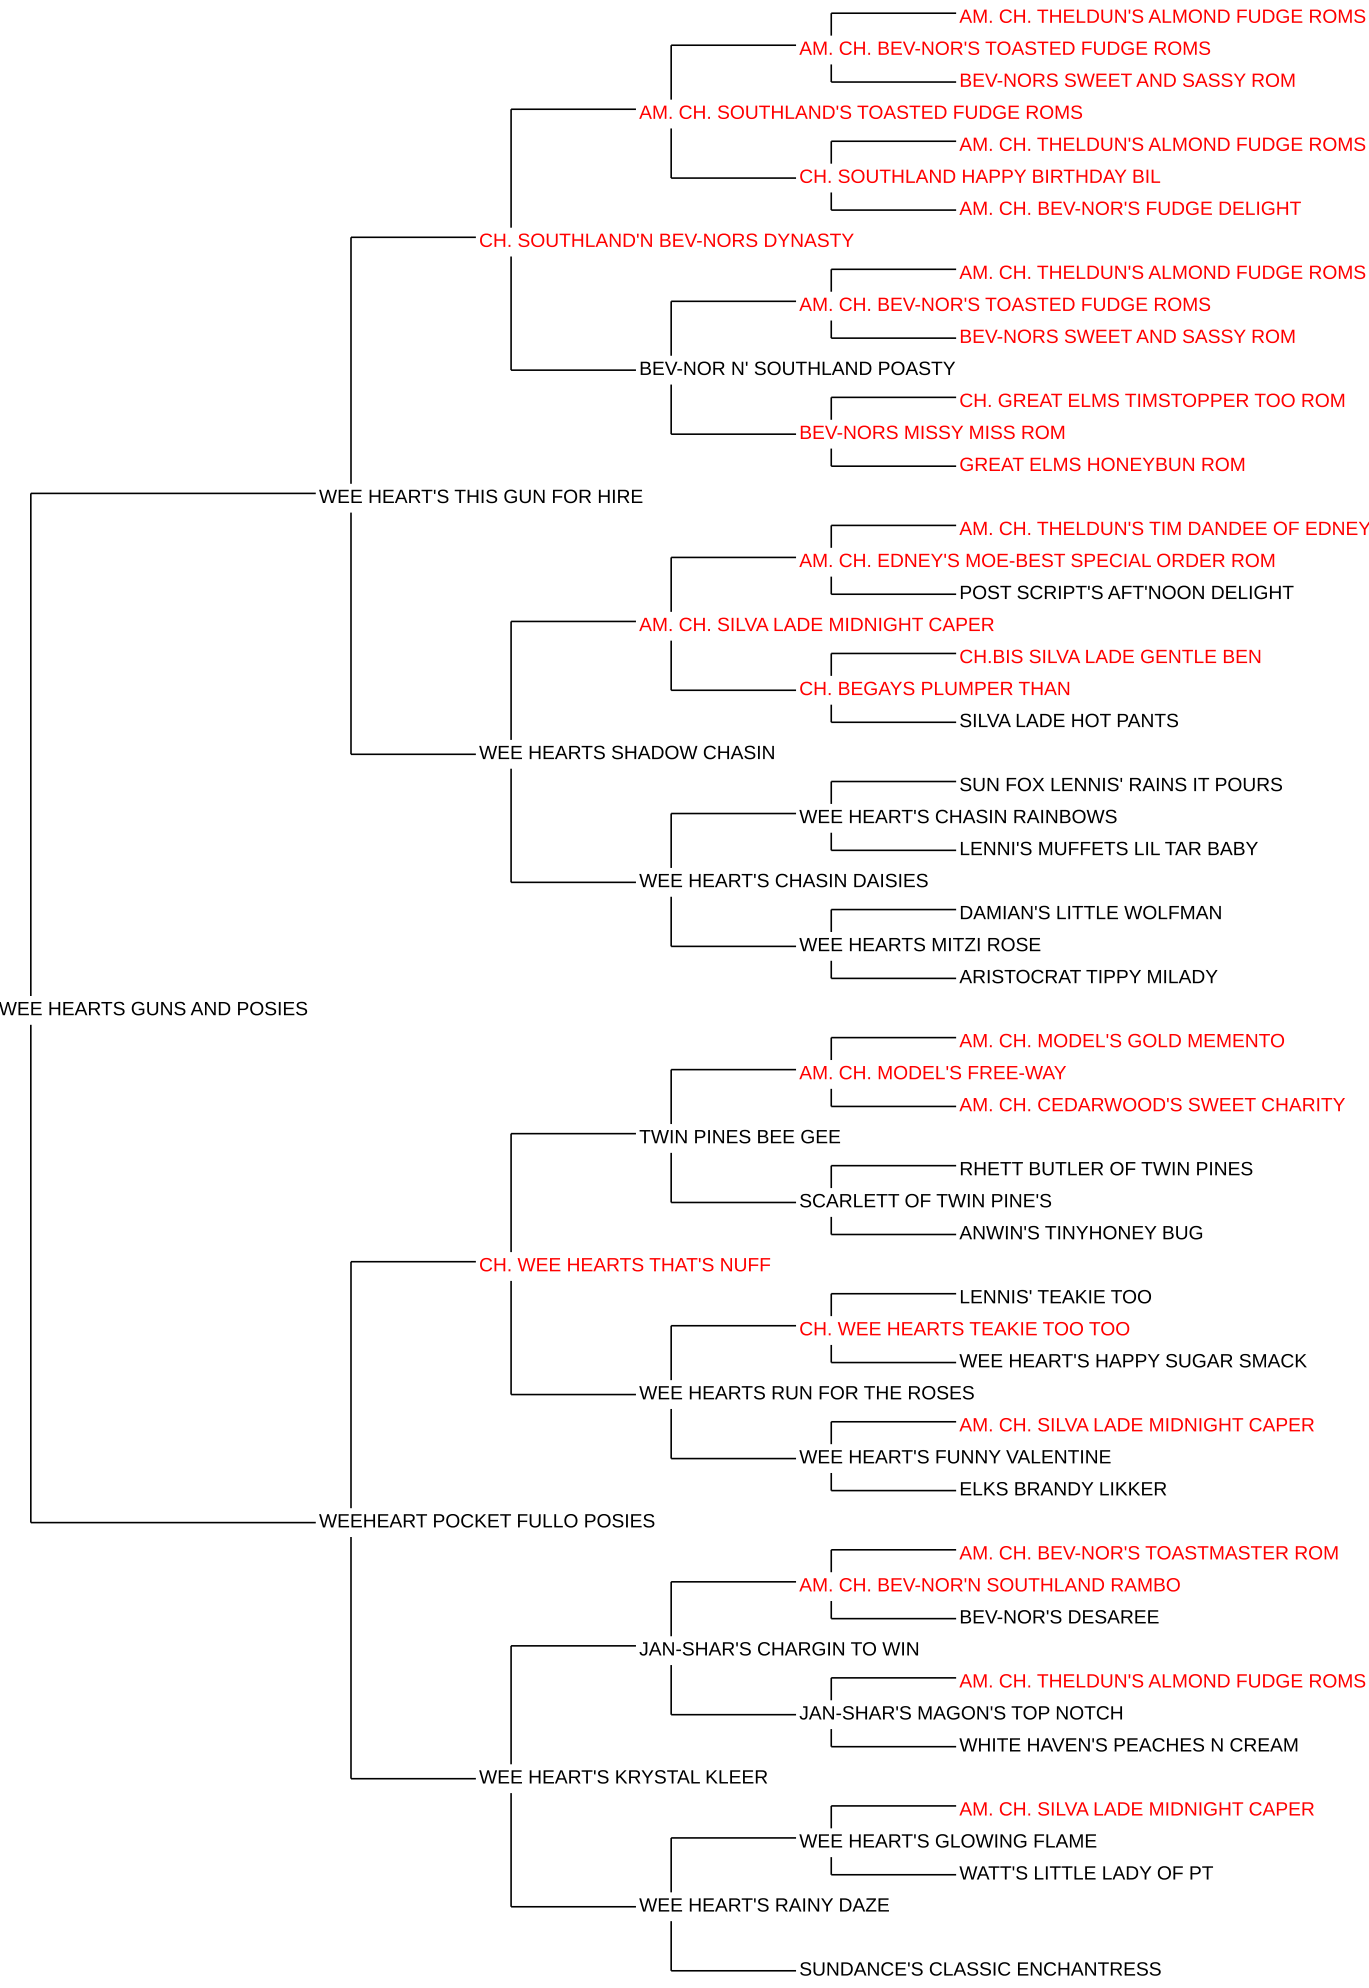 AM. CH. THELDUN'S ALMOND FUDGE ROMS
AM. CH. BEV-NOR'S TOASTED FUDGE ROMS
BEV-NORS SWEET AND SASSY ROM
AM. CH. SOUTHLAND'S TOASTED FUDGE ROMS
AM. CH. THELDUN'S ALMOND FUDGE ROMS
CH. SOUTHLAND HAPPY BIRTHDAY BIL
AM. CH. BEV-NOR'S FUDGE DELIGHT
CH. SOUTHLAND'N BEV-NORS DYNASTY
AM. CH. THELDUN'S ALMOND FUDGE ROMS
AM. CH. BEV-NOR'S TOASTED FUDGE ROMS
BEV-NORS SWEET AND SASSY ROM
BEV-NOR N' SOUTHLAND POASTY
CH. GREAT ELMS TIMSTOPPER TOO ROM
BEV-NORS MISSY MISS ROM
GREAT ELMS HONEYBUN ROM
WEE HEART'S THIS GUN FOR HIRE
AM. CH. THELDUN'S TIM DANDEE OF EDNEY
AM. CH. EDNEY'S MOE-BEST SPECIAL ORDER ROM
POST SCRIPT'S AFT'NOON DELIGHT
AM. CH. SILVA LADE MIDNIGHT CAPER
CH.BIS SILVA LADE GENTLE BEN
CH. BEGAYS PLUMPER THAN
SILVA LADE HOT PANTS
WEE HEARTS SHADOW CHASIN
SUN FOX LENNIS' RAINS IT POURS
WEE HEART'S CHASIN RAINBOWS
LENNI'S MUFFETS LIL TAR BABY
WEE HEART'S CHASIN DAISIES
DAMIAN'S LITTLE WOLFMAN
WEE HEARTS MITZI ROSE
ARISTOCRAT TIPPY MILADY
WEE HEARTS GUNS AND POSIES
AM. CH. MODEL'S GOLD MEMENTO
AM. CH. MODEL'S FREE-WAY
AM. CH. CEDARWOOD'S SWEET CHARITY
TWIN PINES BEE GEE
RHETT BUTLER OF TWIN PINES
SCARLETT OF TWIN PINE'S
ANWIN'S TINYHONEY BUG
CH. WEE HEARTS THAT'S NUFF
LENNIS' TEAKIE TOO
CH. WEE HEARTS TEAKIE TOO TOO
WEE HEART'S HAPPY SUGAR SMACK
WEE HEARTS RUN FOR THE ROSES
AM. CH. SILVA LADE MIDNIGHT CAPER
WEE HEART'S FUNNY VALENTINE
ELKS BRANDY LIKKER
WEEHEART POCKET FULLO POSIES
AM. CH. BEV-NOR'S TOASTMASTER ROM
AM. CH. BEV-NOR'N SOUTHLAND RAMBO
BEV-NOR'S DESAREE
JAN-SHAR'S CHARGIN TO WIN
AM. CH. THELDUN'S ALMOND FUDGE ROMS
JAN-SHAR'S MAGON'S TOP NOTCH
WHITE HAVEN'S PEACHES N CREAM
WEE HEART'S KRYSTAL KLEER
AM. CH. SILVA LADE MIDNIGHT CAPER
WEE HEART'S GLOWING FLAME
WATT'S LITTLE LADY OF PT
WEE HEART'S RAINY DAZE
SUNDANCE'S CLASSIC ENCHANTRESS